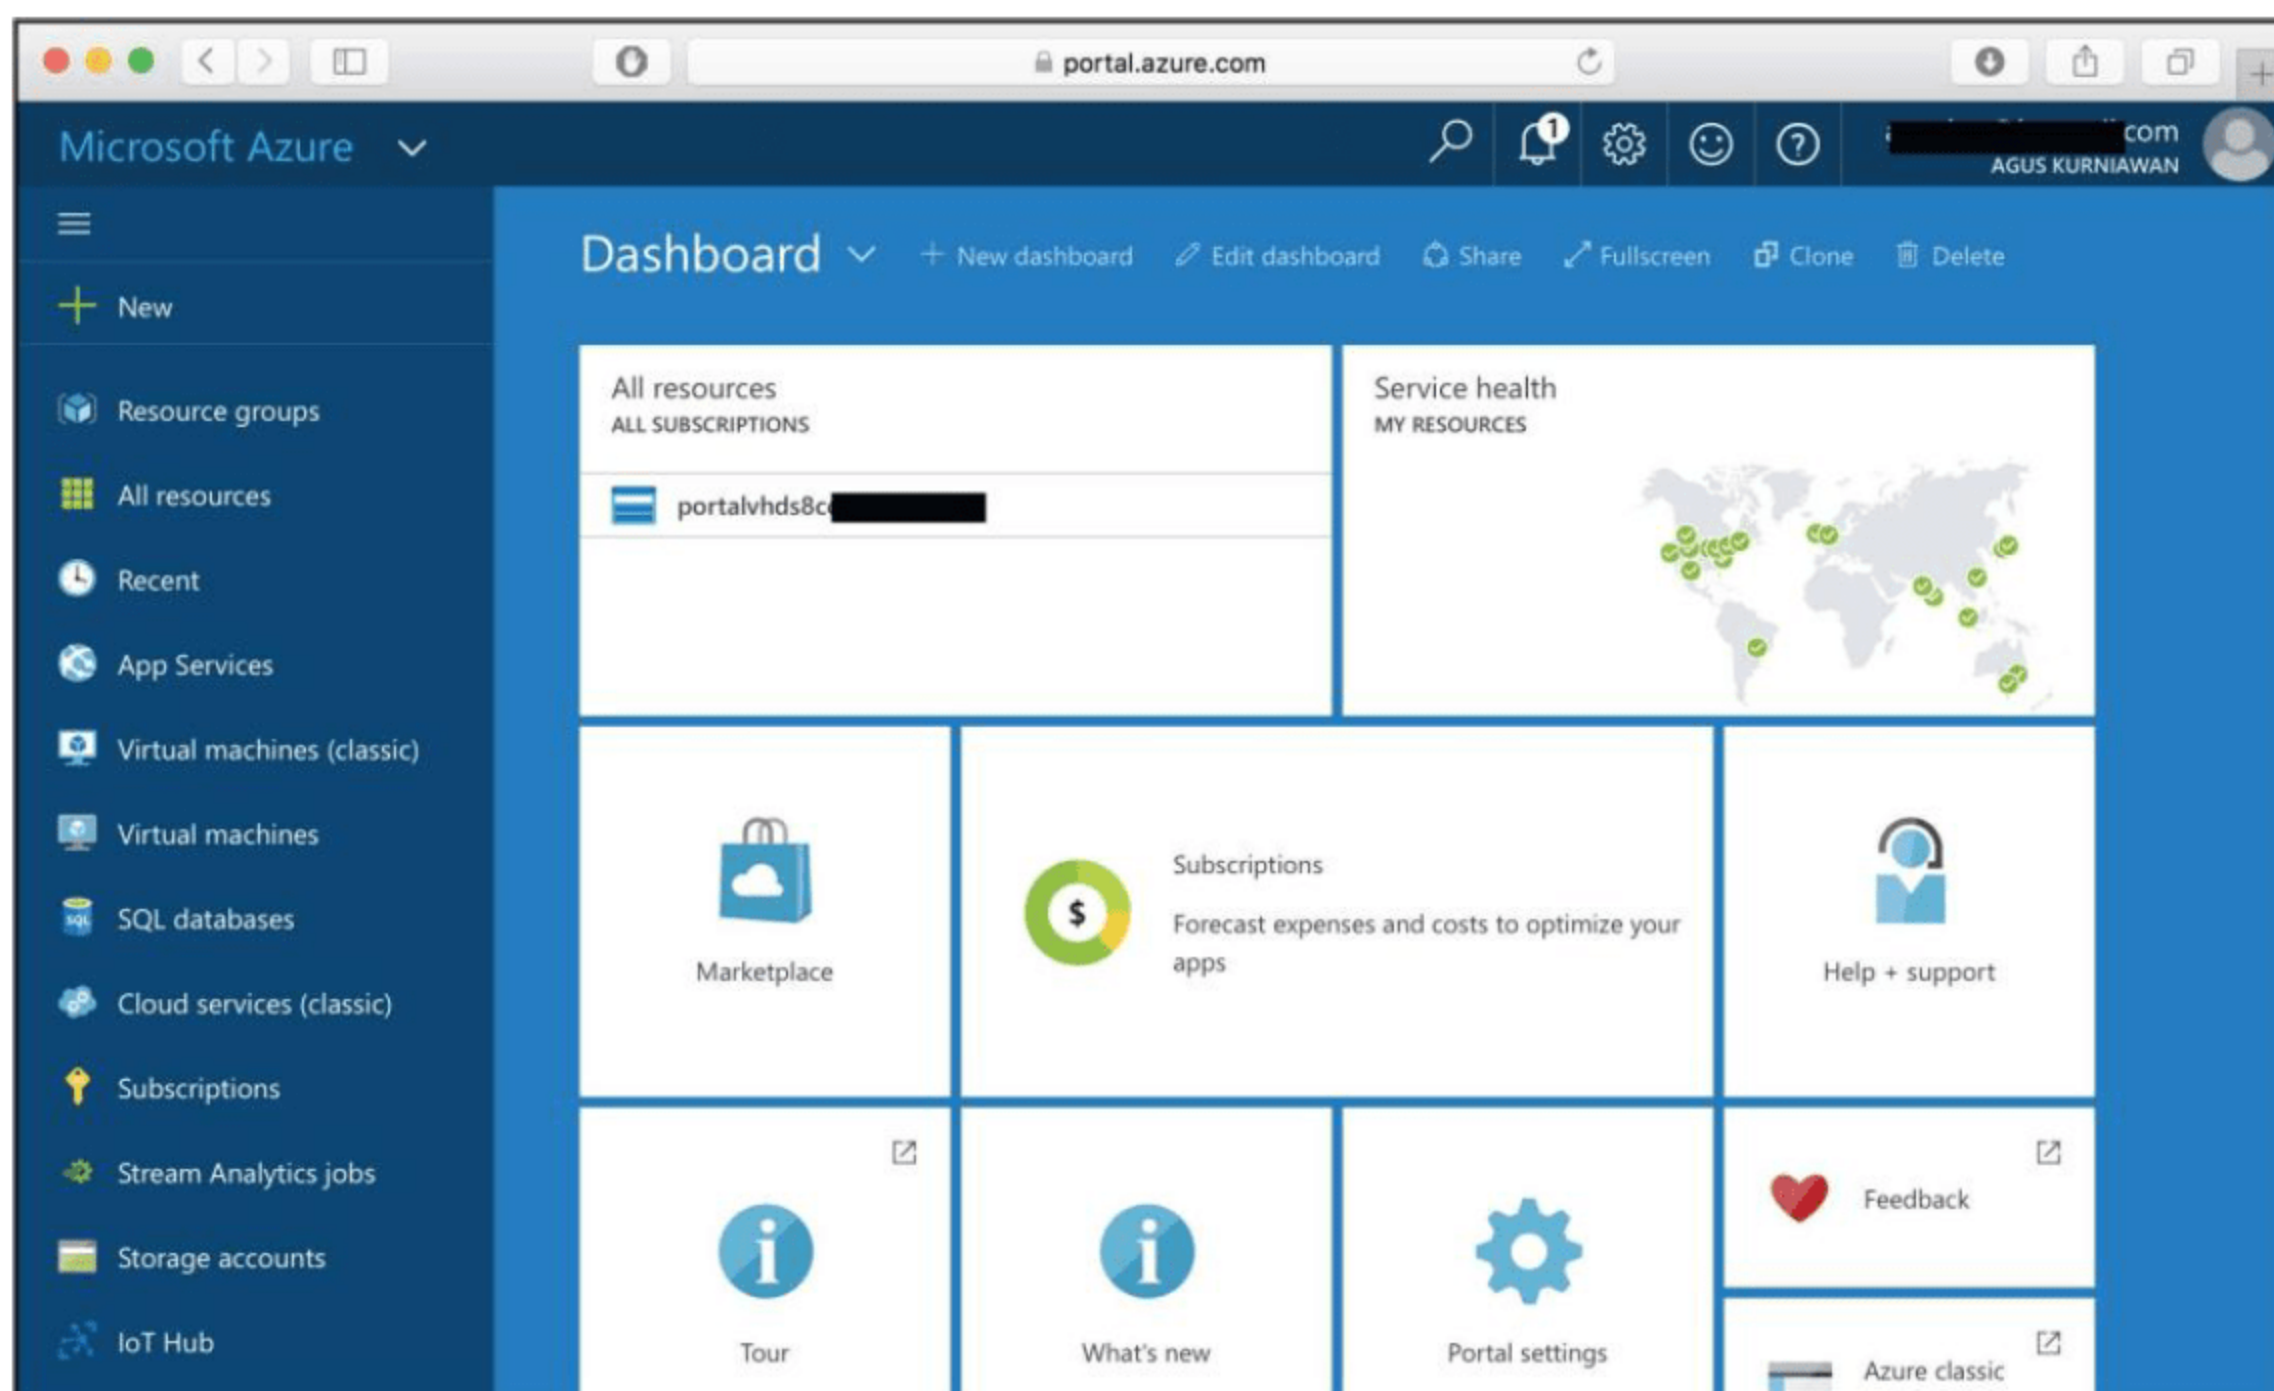 portal.azure.com
Microsoft Azure
1
com
AGUS KURNIAWAN
Dashboard
New dashboard
Edit dashboard
Share
Fullscreen
Clone
Delete
New
Resource groups
All resources
Recent
App Services
Virtual machines (classic)
Virtual machines
SQL databases
Cloud services (classic)
Subscriptions
Stream Analytics jobs
Storage accounts
IoT Hub
All resources
ALL SUBSCRIPTIONS
Service health
MY RESOURCES
Marketplace
$
Subscriptions
Forecast expenses and costs to optimize your
apps
Help + support
Tour
What's new
Portal settings
Feedback
Azure classic